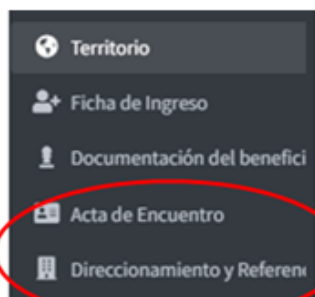 Territorio
Ficha de Ingreso
Documentación del benefici
Acta de Encuentro
Direccionamiento y Referen